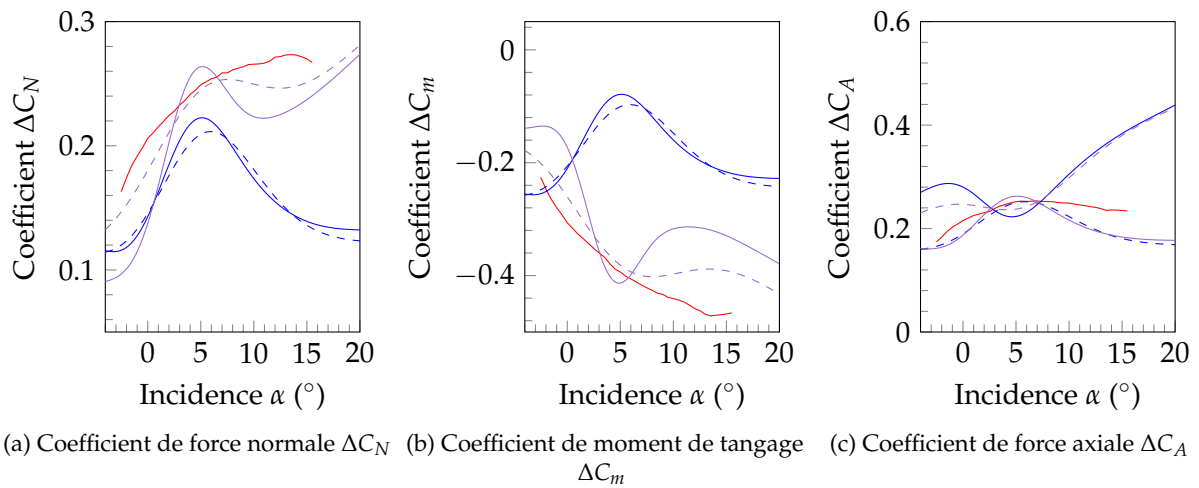 0.3
0.2
0.1
Coefficient ΔC_N
0 5 10 15 20
Incidence α (°)
0
−0.2
−0.4
Coefficient ΔC_m
0 5 10 15 20
Incidence α (°)
0.6
0.4
0.2
0
Coefficient ΔC_A
0 5 10 15 20
Incidence α (°)
(a) Coefficient de force normale ΔC_N
(b) Coefficient de moment de tangage
ΔC_m
(c) Coefficient de force axiale ΔC_A